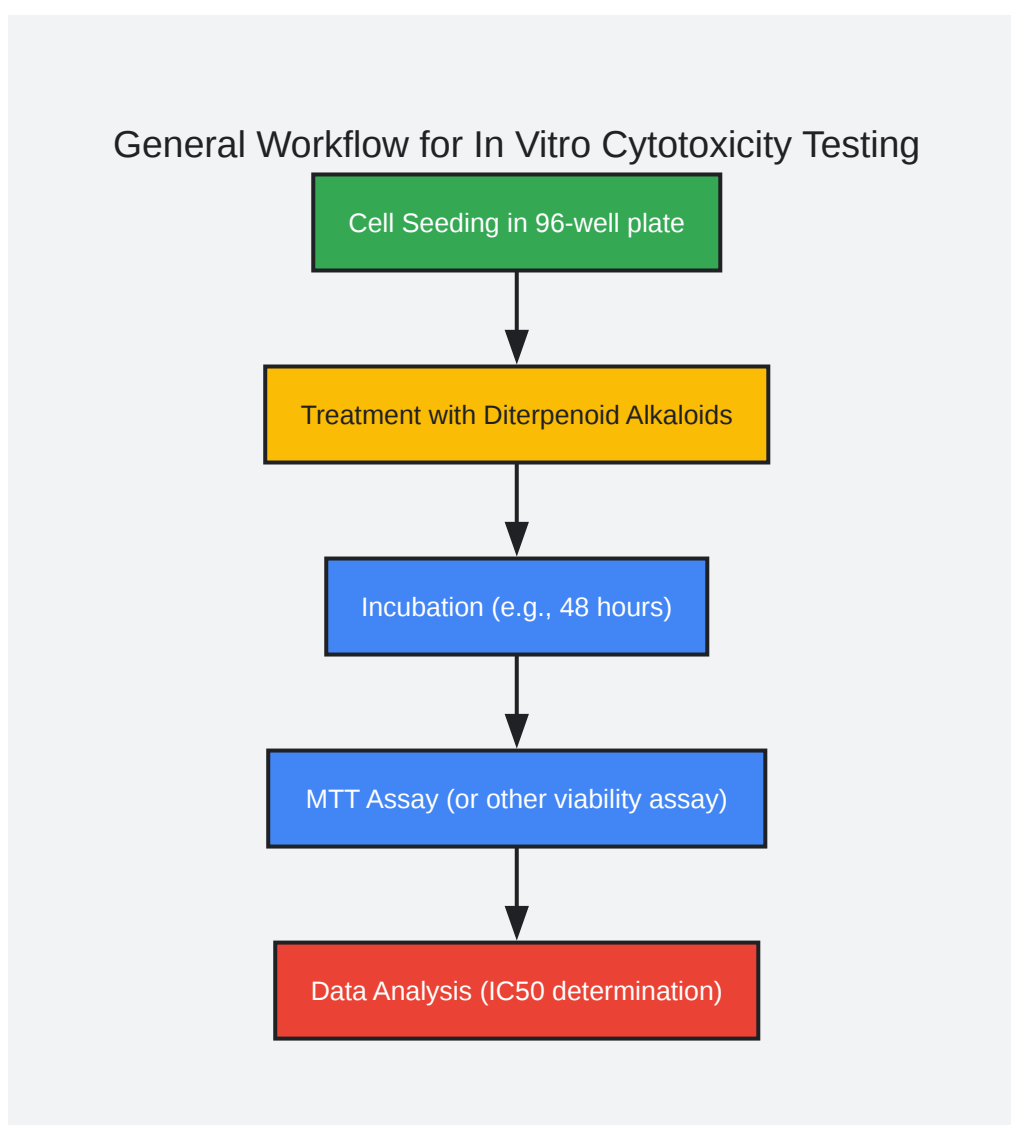 General Workflow for In Vitro Cytotoxicity Testing
Cell Seeding in 96-well plate
Treatment with Diterpenoid Alkaloids
Incubation (e.g., 48 hours)
MTT Assay (or other viability assay)
Data Analysis (IC50 determination)